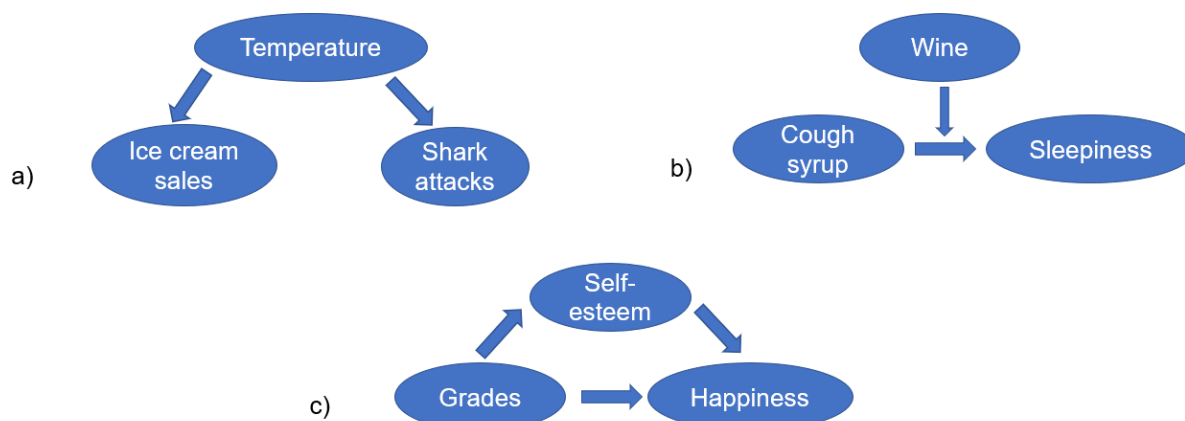 Temperature
Ice cream
sales
Shark
attacks
a)
Wine
Cough
syrup
Sleepiness
b)
Self-
esteem
Grades
Happiness
c)